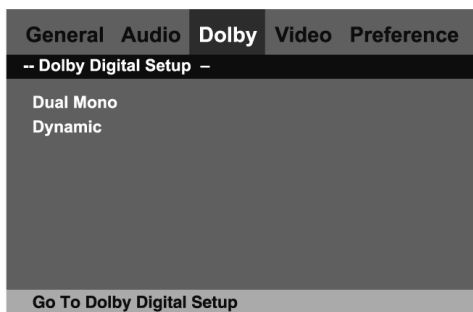 General Audio Dolby Video Preference
-- Dolby Digital Setup –
Dual Mono
Dynamic
Go To Dolby Digital Setup